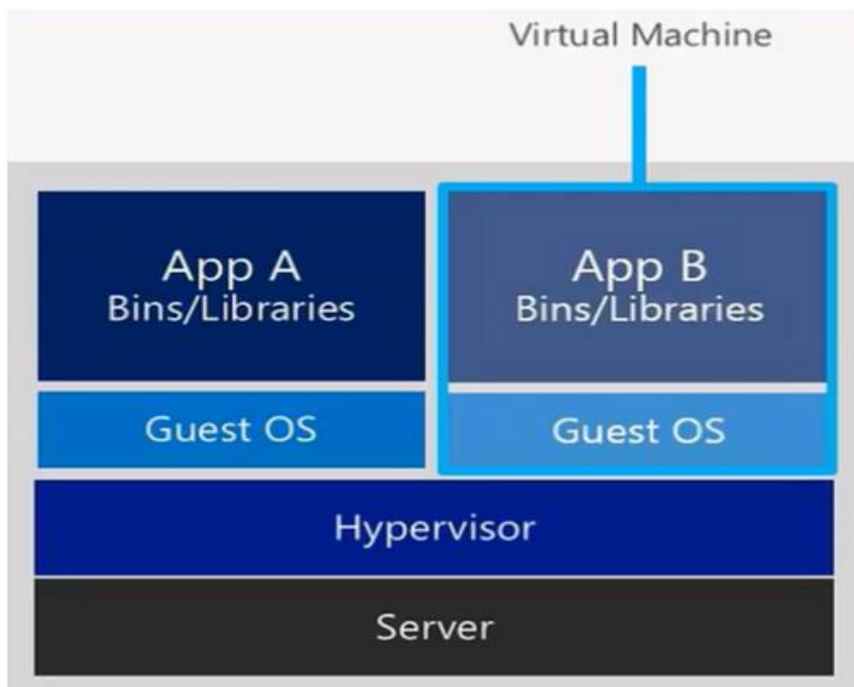 Virtual Machine
App A
Bins/Libraries
App B
Bins/Libraries
Guest OS
Guest OS
Hypervisor
Server